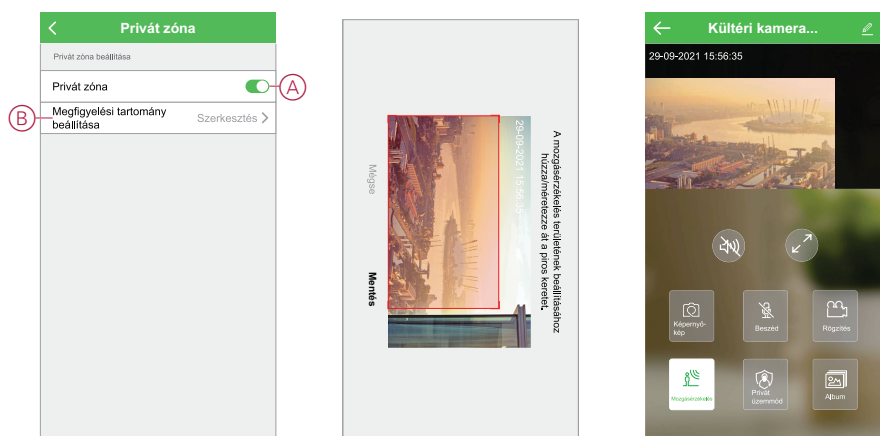 Privát zóna
Privát zóna beállítása
Privát zóna
A
B
Megfigyelési tartomány
beállítása
Szerkesztés
A mozgásérzékelés területének beállításához
húzza/méretezze át a piros keretet.
29-09-2021 15:56:35
Mégse
Mentés
Kültéri kamera...
29-09-2021 15:56:35
Képernyő-
kép
Beszéd
Rögzítés
Mozgásérzékelés
Privát
üzemmód
Album